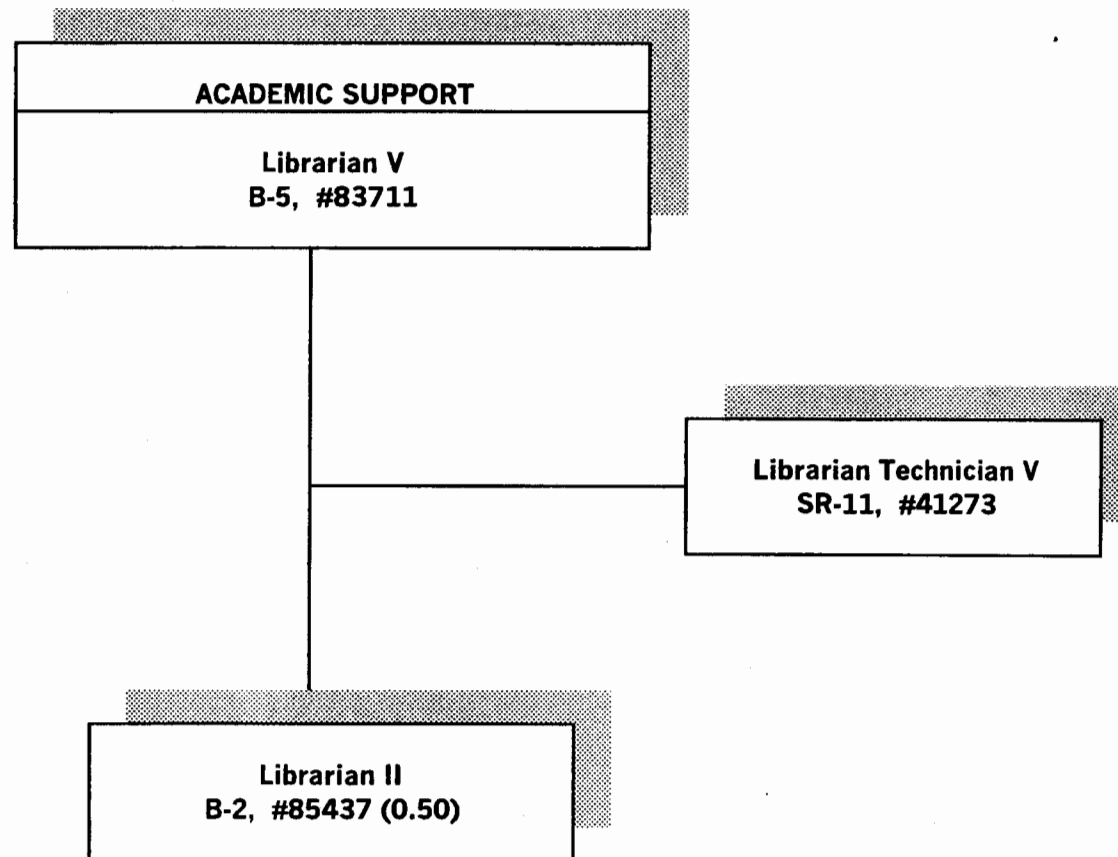 ACADEMIC SUPPORT
Librarian V
B-5, #83711
Librarian Technician V
SR-11, #41273
Librarian II
B-2, #85437 (0.50)